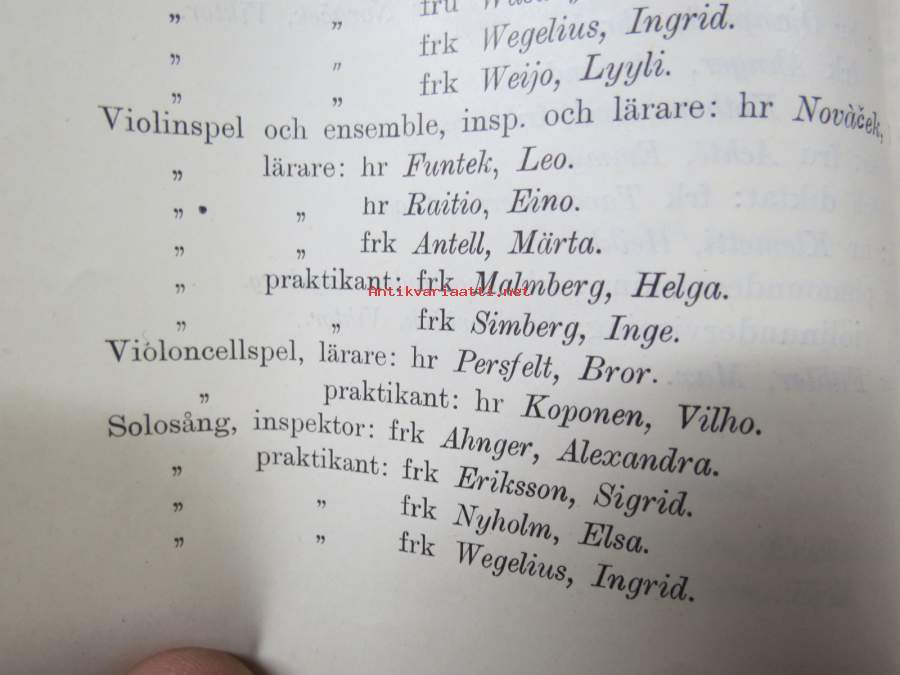 „ „ fru
„ „ frk Wegelius, Ingrid.
„ „ frk Weijo, Lyyli.
Violinspel och ensemble, insp. och lärare: hr Novàček,
„ lärare: hr Funtek, Leo.
„ „ hr Raitio, Eino.
„ „ frk Antell, Märta.
„ praktikant: frk Malmberg, Helga.
Antikvariaatti.net
„ „ frk Simberg, Inge.
Violoncellspel, lärare: hr Persfelt, Bror.
„ praktikant: hr Koponen, Vilho.
Solosång, inspektor: frk Ahnger, Alexandra.
„ praktikant: frk Eriksson, Sigrid.
„ „ frk Nyholm, Elsa.
„ „ frk Wegelius, Ingrid.